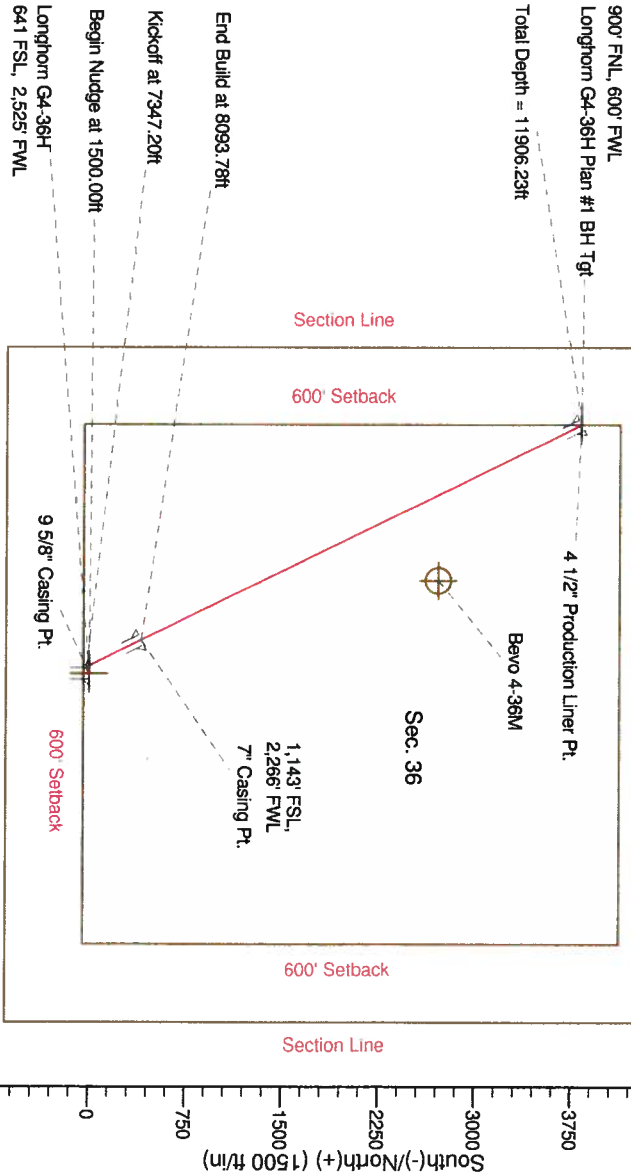 900' FNL, 600' FWL
Longhorn G4-36H Plan #1 BH Tgt
Total Depth = 11906.23ft
End Build at 8093.78ft
Kickoff at 7347.20ft
Begin Nudge at 1500.00ft
Longhorn G4-36H
641 FSL, 2,525' FWL
Section Line
600' Setback
4 1/2" Production Liner Pt.
Bevo 4-36M
Sec. 36
1,143' FSL,
2,266' FWL
7" Casing Pt.
9 5/8" Casing Pt.
600' Setback
600' Setback
Section Line
3750
3000
2250
1500
750
0
South(-)/North(+) (1500 ft/in)